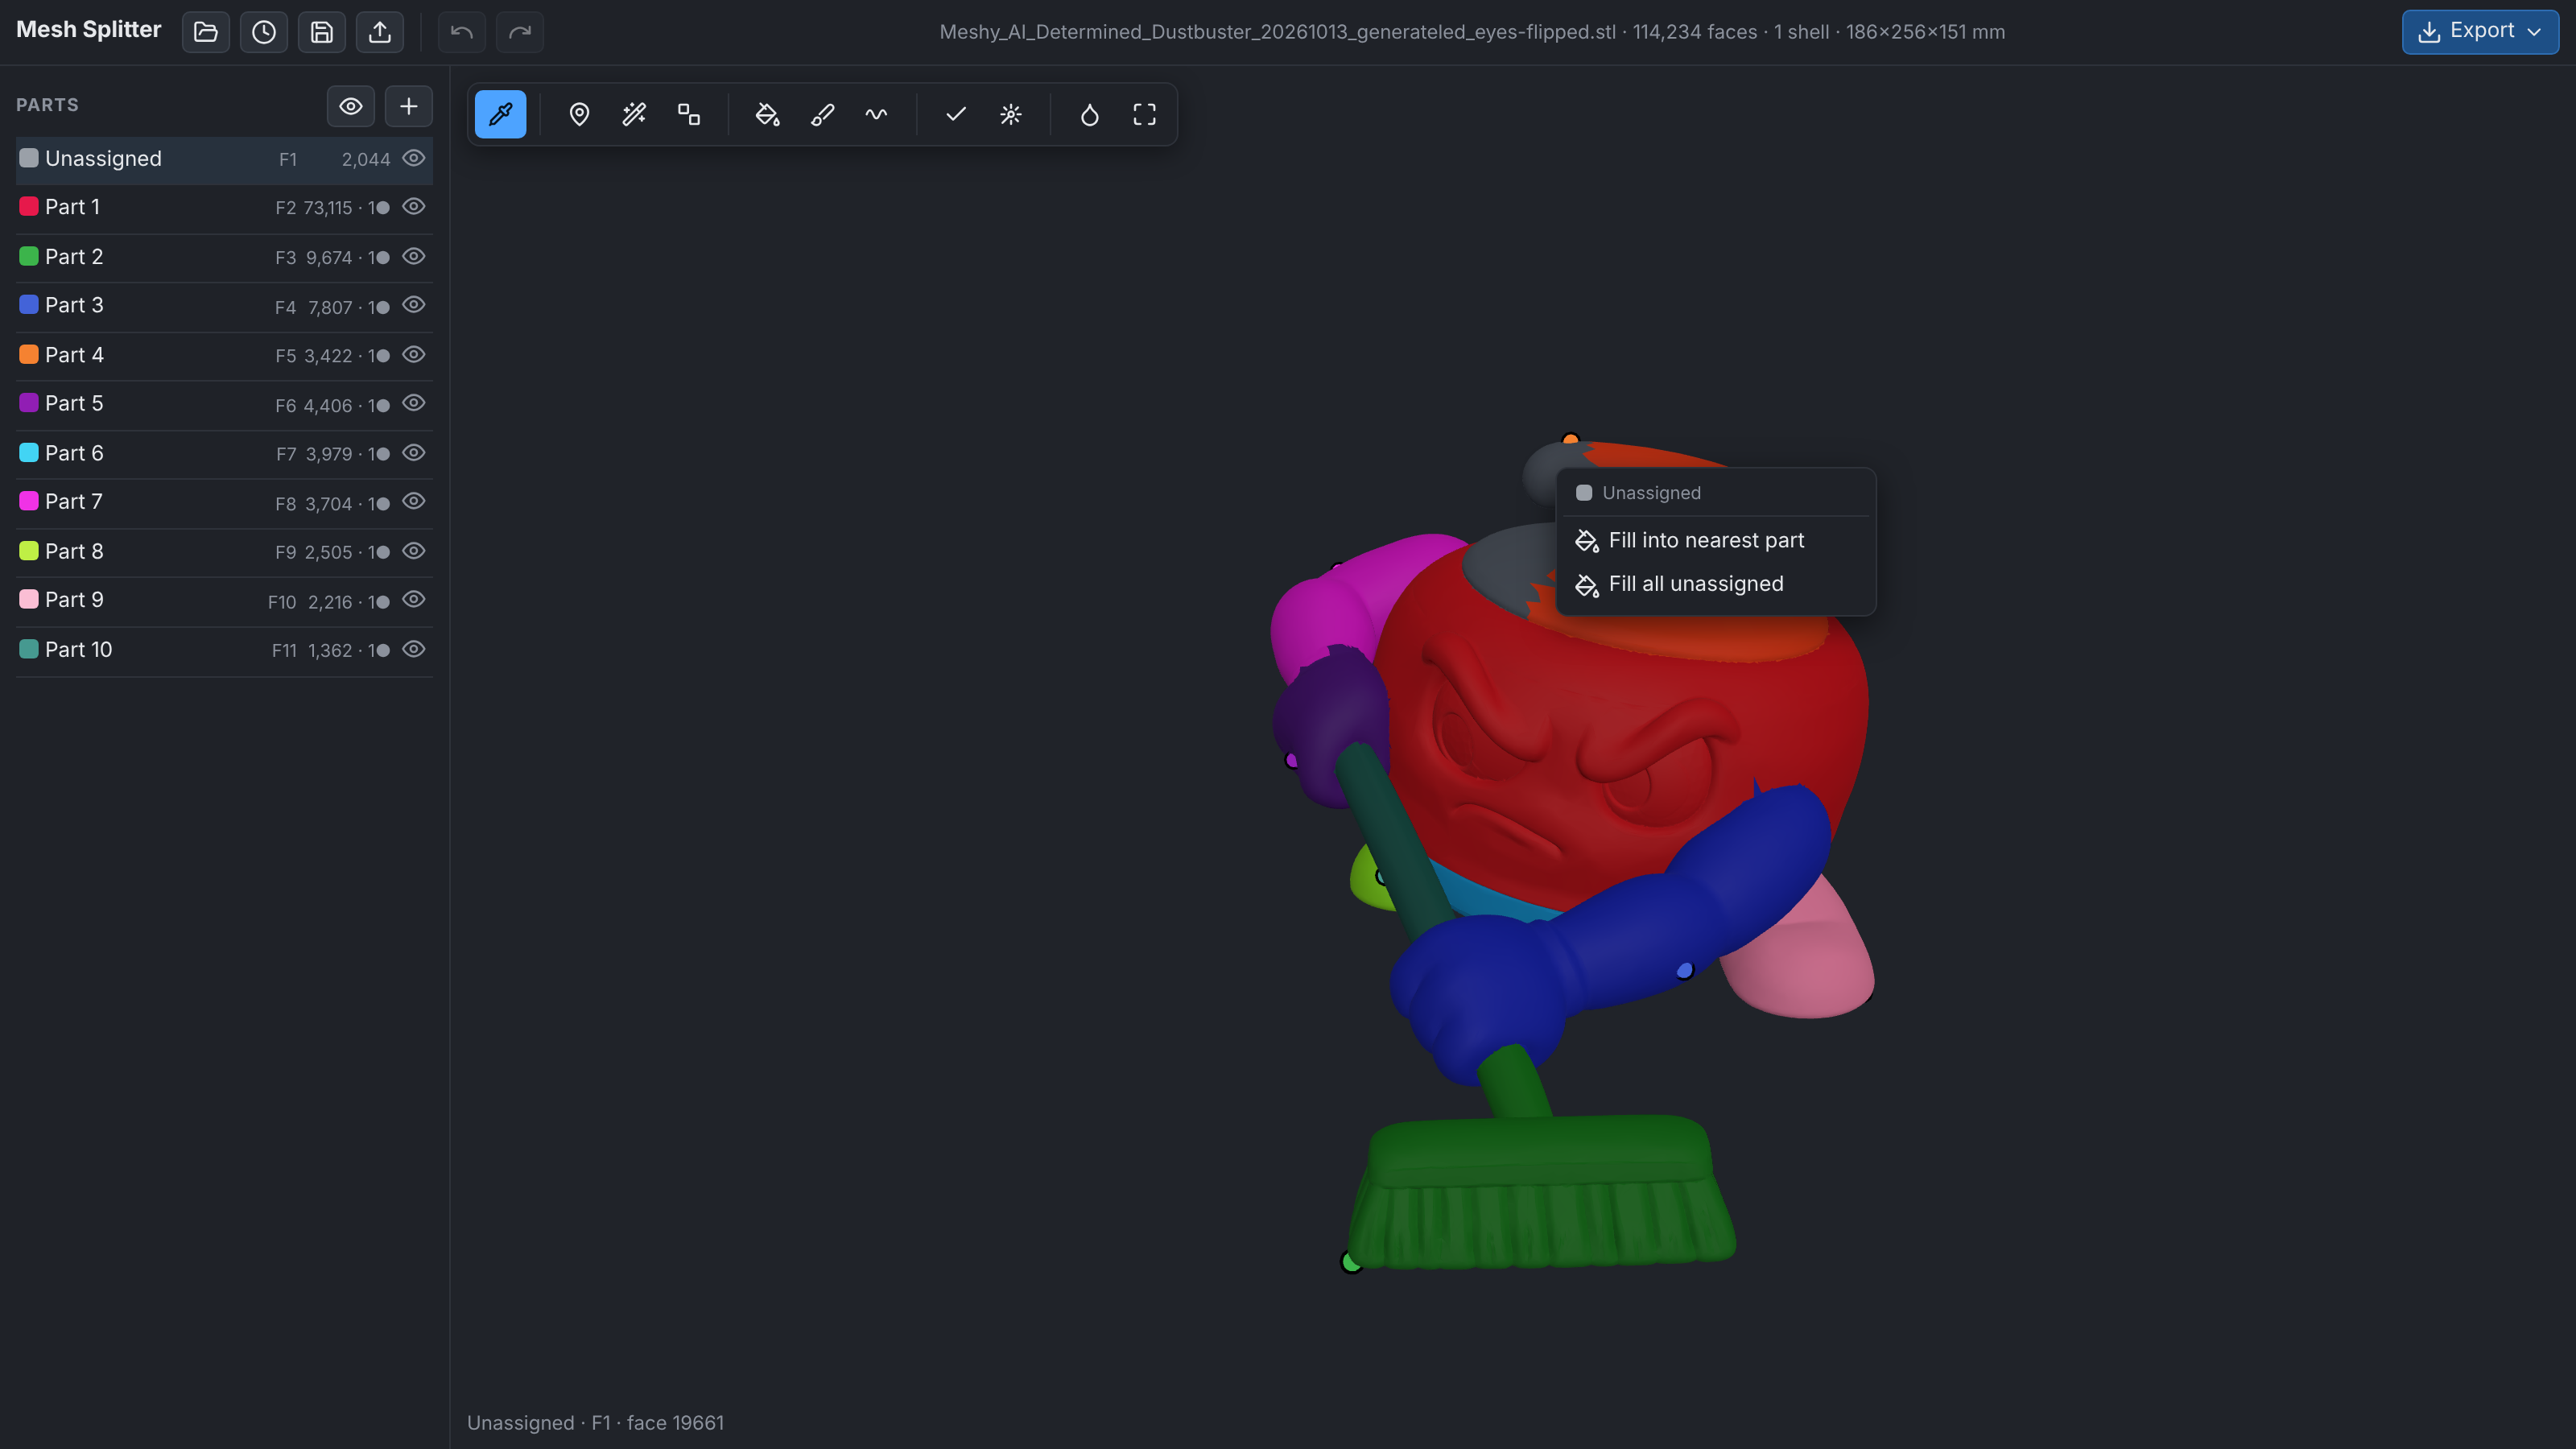 Mesh Splitter
Meshy_AI_Determined_Dustbuster_20261013_generateled_eyes-flipped.stl · 114,234 faces · 1 shell · 186×256×151 mm
Export
PARTS
Unassigned F1 2,044
Part 1 F2 73,115 · 1●
Part 2 F3 9,674 · 1●
Part 3 F4 7,807 · 1●
Part 4 F5 3,422 · 1●
Part 5 F6 4,406 · 1●
Part 6 F7 3,979 · 1●
Part 7 F8 3,704 · 1●
Part 8 F9 2,505 · 1●
Part 9 F10 2,216 · 1●
Part 10 F11 1,362 · 1●
Unassigned
Fill into nearest part
Fill all unassigned
Unassigned · F1 · face 19661